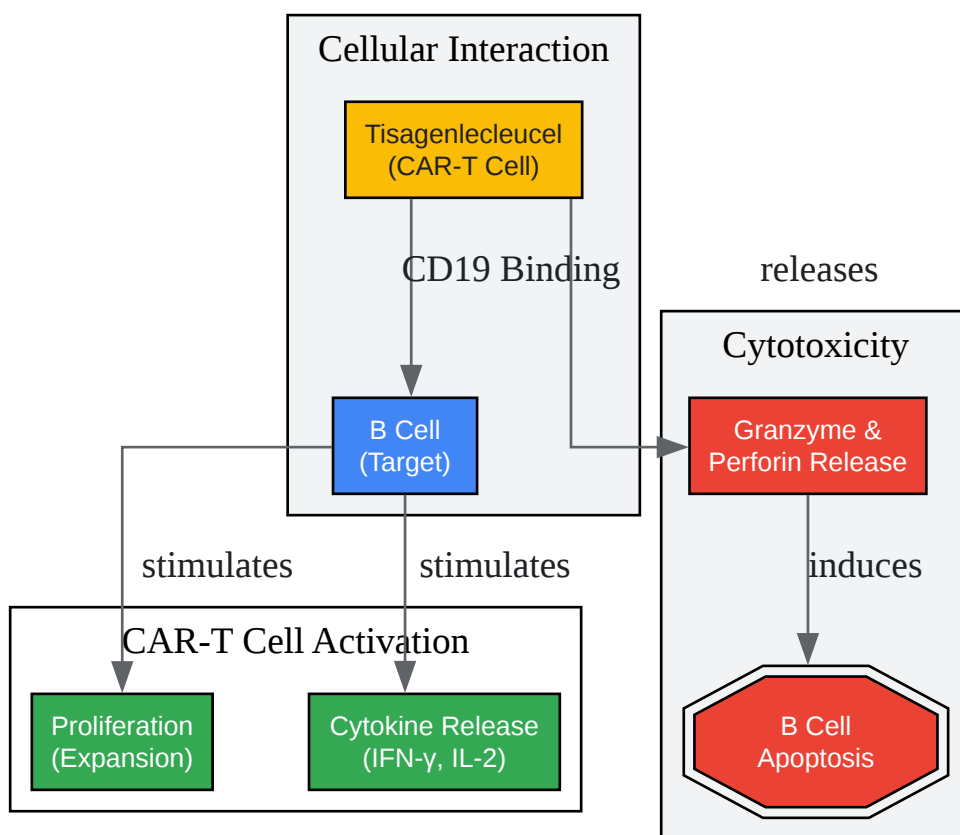 Cellular Interaction
Tisagenlecleucel
(CAR-T Cell)
CD19 Binding
releases
Cytotoxicity
B Cell
(Target)
Granzyme &
Perforin Release
stimulates
stimulates
induces
CAR-T Cell Activation
Proliferation
(Expansion)
Cytokine Release
(IFN-γ, IL-2)
B Cell
Apoptosis